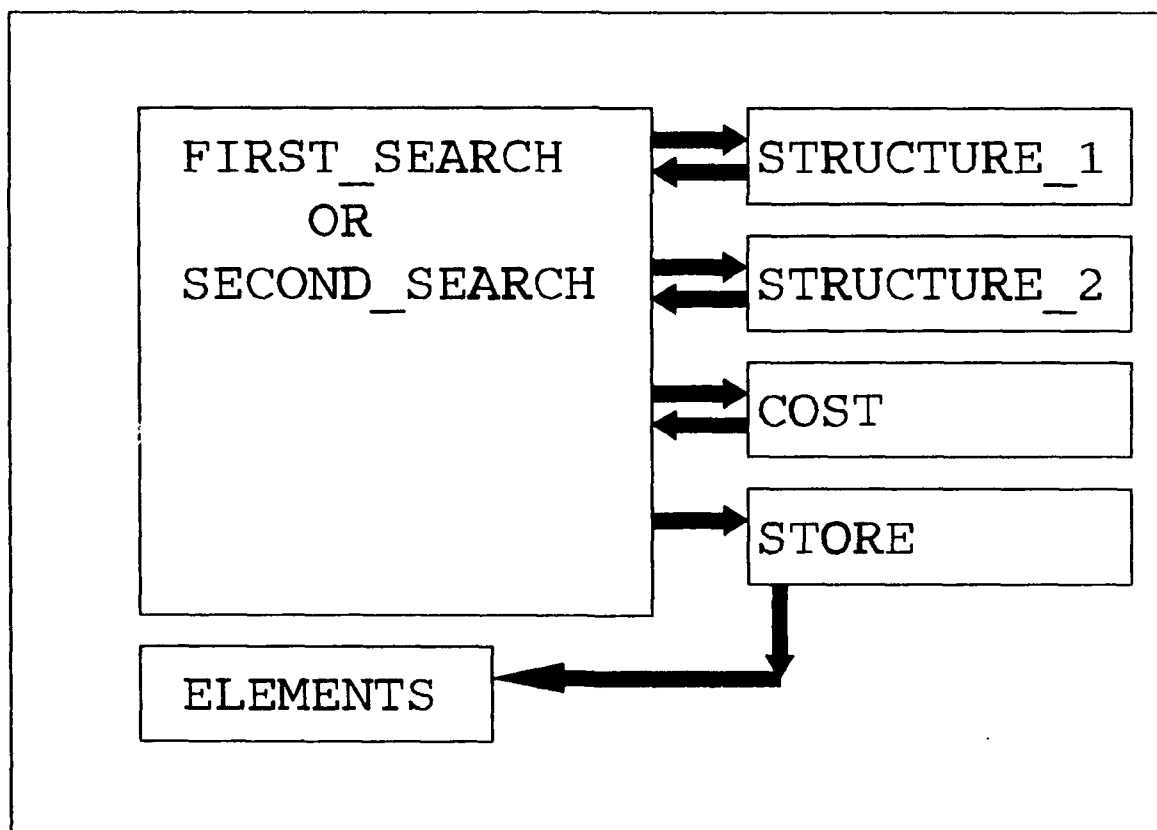 FIRST_SEARCH
OR
SECOND_SEARCH
STRUCTURE_1
STRUCTURE_2
COST
STORE
ELEMENTS